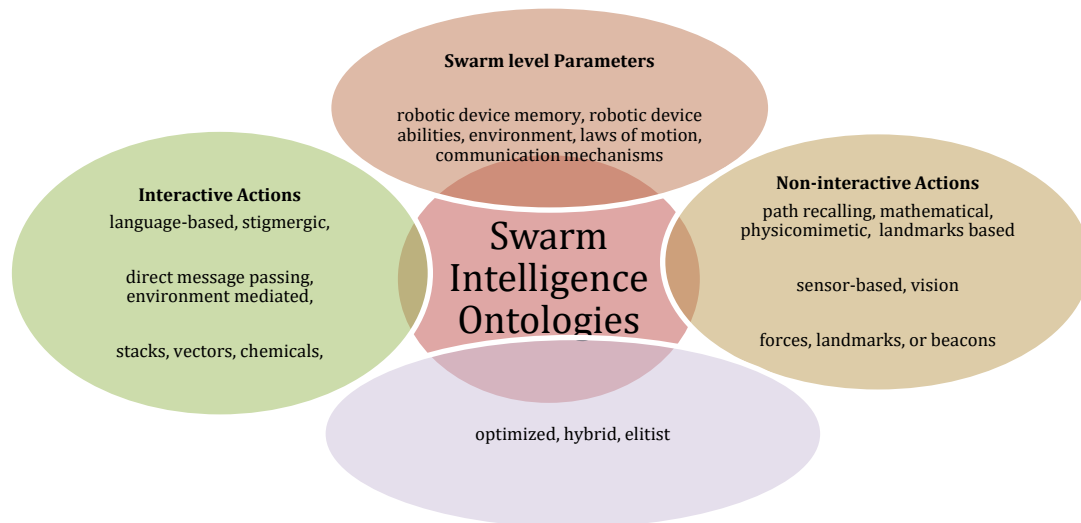 Swarm level Parameters
robotic device memory, robotic device
abilities, environment, laws of motion,
communication mechanisms
Interactive Actions
language-based, stigmergic,
direct message passing,
environment mediated,
stacks, vectors, chemicals,
Swarm
Intelligence
Ontologies
Non-interactive Actions
path recalling, mathematical,
physicomimetic, landmarks based
sensor-based, vision
forces, landmarks, or beacons
optimized, hybrid, elitist